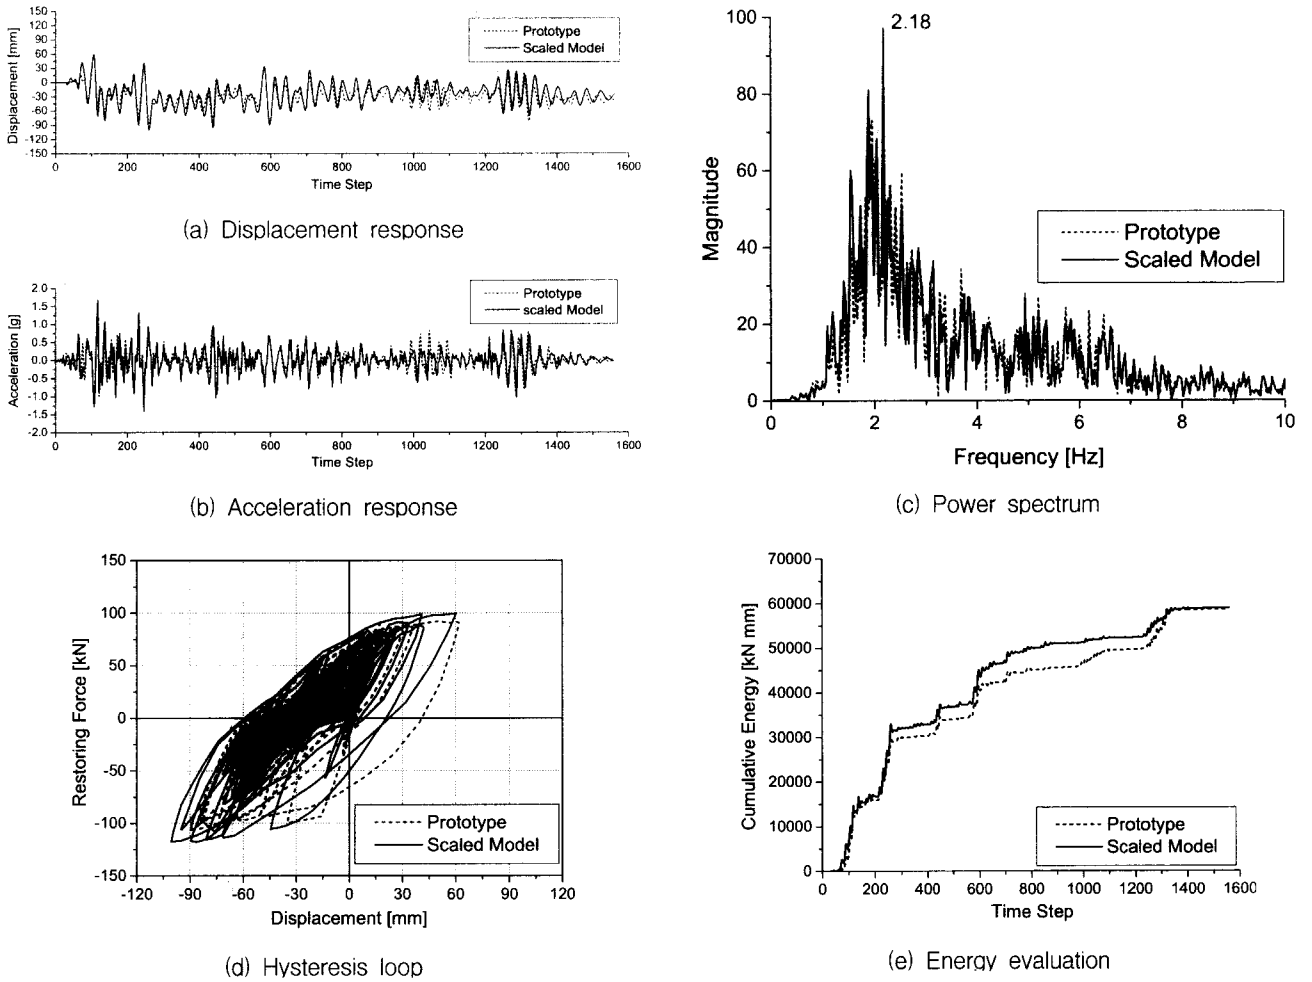 150
120
90
60
30
0
-30
-60
-90
-120
-150
Displacement [mm]
Prototype
Scaled Model
0 200 400 600 800 1000 1200 1400 1600
Time Step
(a) Displacement response
2.0
1.5
1.0
0.5
0.0
-0.5
-1.0
-1.5
-2.0
Acceleration [g]
Prototype
scaled Model
0 200 400 600 800 1000 1200 1400 1600
Time Step
(b) Acceleration response
100
80
60
40
20
0
Magnitude
2.18
Prototype
Scaled Model
0 2 4 6 8 10
Frequency [Hz]
(c) Power spectrum
150
100
50
0
-50
-100
-150
Restoring Force [kN]
Prototype
Scaled Model
-120 -90 -60 -30 0 30 60 90 120
Displacement [mm]
(d) Hysteresis loop
70000
60000
50000
40000
30000
20000
10000
0
Cumulative Energy [kN mm]
Prototype
Scaled Model
0 200 400 600 800 1000 1200 1400 1600
Time Step
(e) Energy evaluation